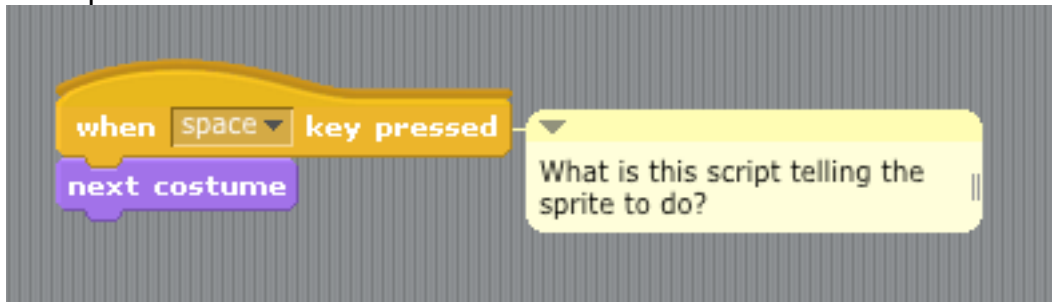 when space key pressed
next costume
What is this script telling the
sprite to do?